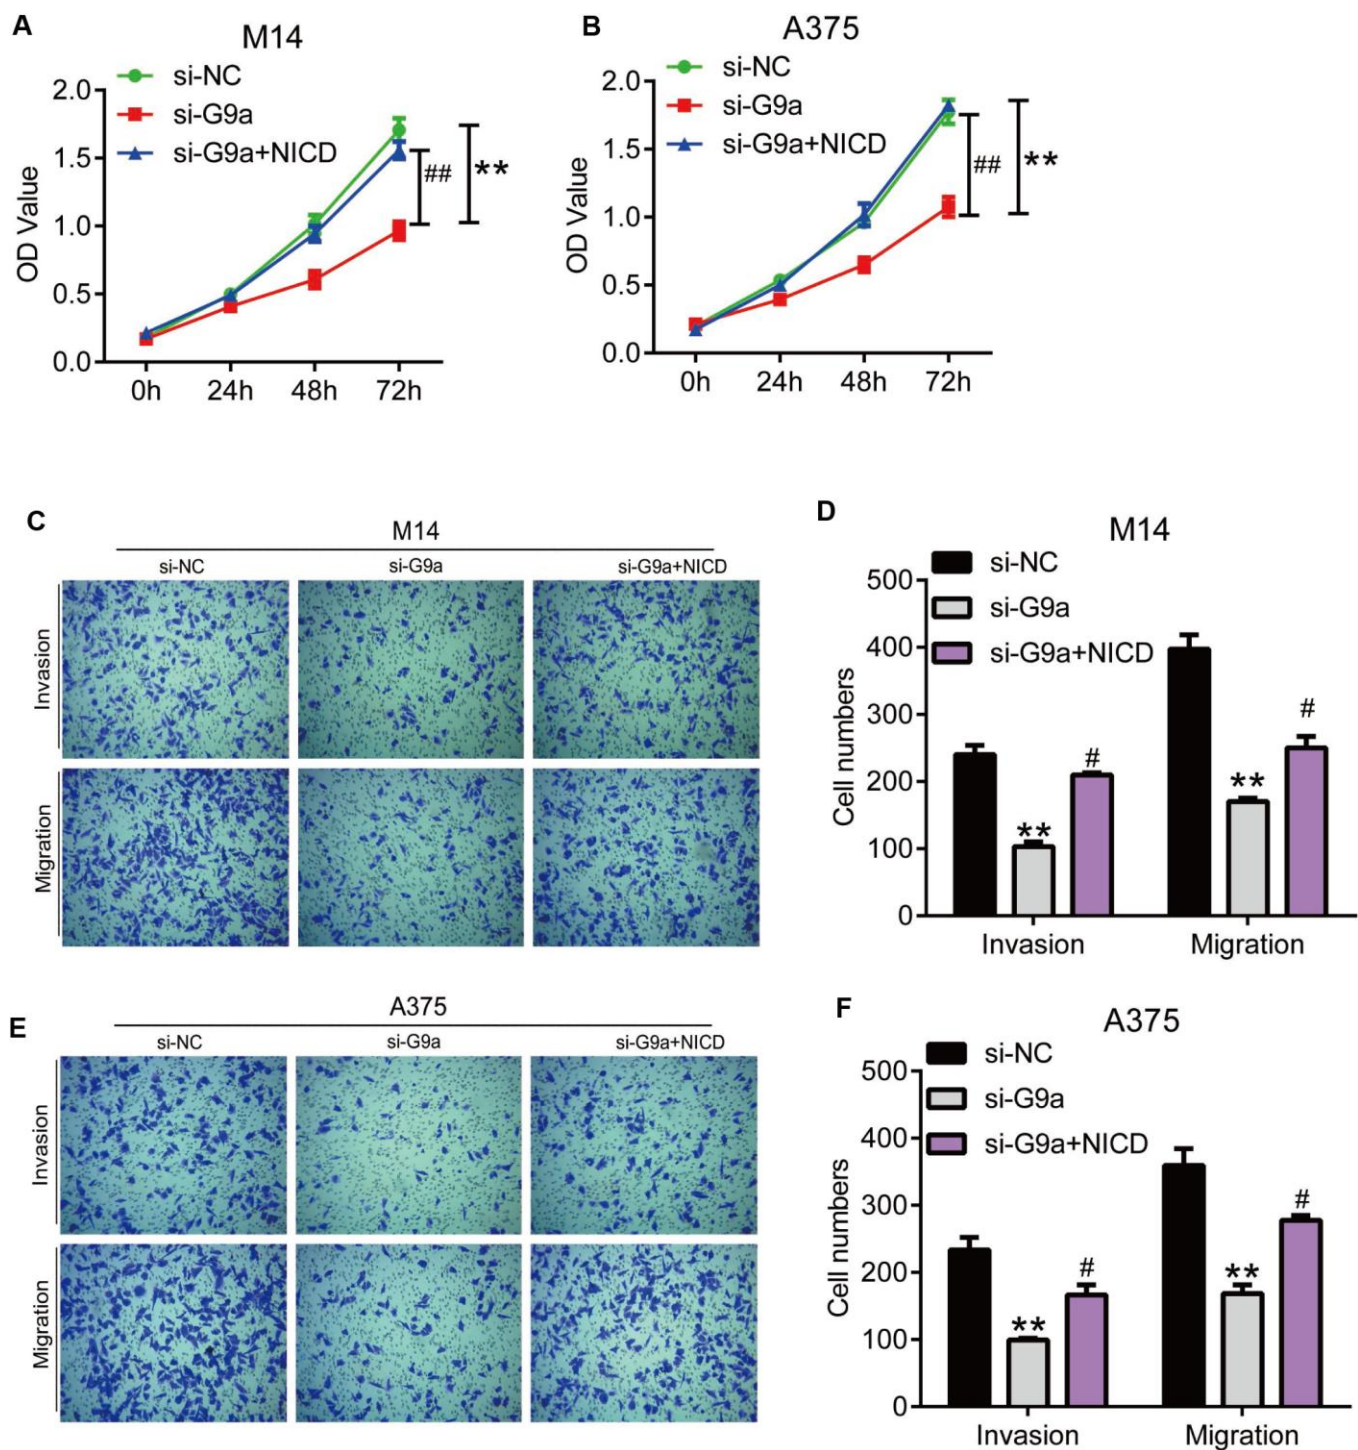 A
M14
si-NC
si-G9a
si-G9a+NICD
2.0
1.5
1.0
0.5
0.0
OD Value
0h 24h 48h 72h
##
**
B
A375
si-NC
si-G9a
si-G9a+NICD
2.0
1.5
1.0
0.5
0.0
OD Value
0h 24h 48h 72h
##
**
C
M14
si-NC si-G9a si-G9a+NICD
Invasion
Migration
D
M14
si-NC
si-G9a
si-G9a+NICD
500
400
300
200
100
0
Cell numbers
**
#
**
#
Invasion Migration
E
A375
si-NC si-G9a si-G9a+NICD
Invasion
Migration
F
A375
si-NC
si-G9a
si-G9a+NICD
500
400
300
200
100
0
Cell numbers
**
#
**
#
Invasion Migration